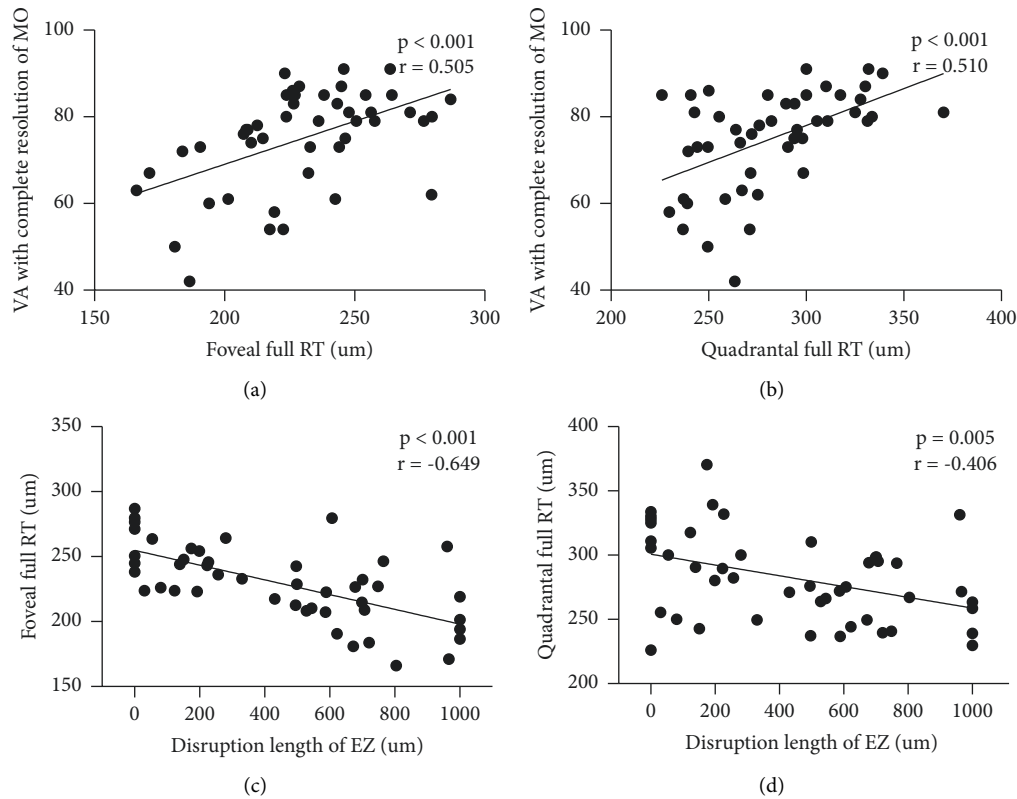 VA with complete resolution of MO
100
80
60
40
p < 0.001
r = 0.505
150 200 250 300
Foveal full RT (um)
(a)
VA with complete resolution of MO
100
80
60
40
p < 0.001
r = 0.510
200 250 300 350 400
Quadrantal full RT (um)
(b)
Foveal full RT (um)
350
300
250
200
150
p < 0.001
r = -0.649
0 200 400 600 800 1000
Disruption length of EZ (um)
(c)
Quadrantal full RT (um)
400
350
300
250
200
p = 0.005
r = -0.406
0 200 400 600 800 1000
Disruption length of EZ (um)
(d)